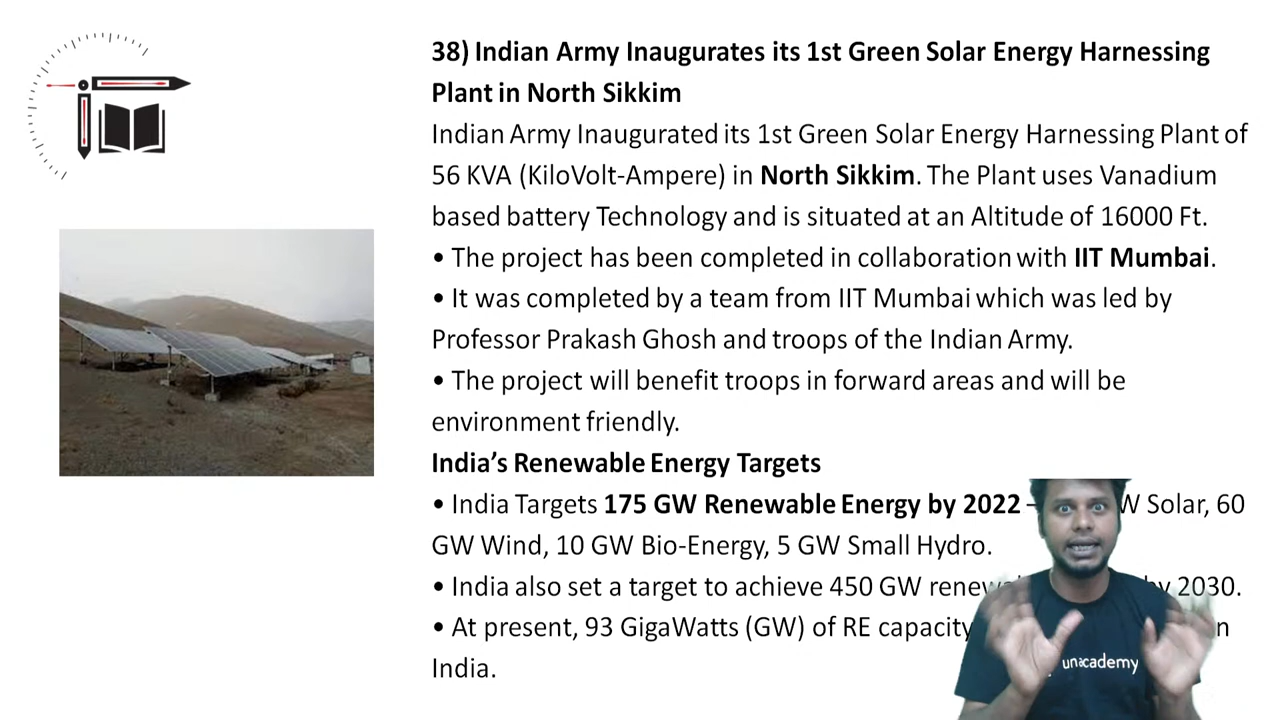 38) Indian Army Inaugurates its 1st Green Solar Energy Harnessing
Plant in North Sikkim
Indian Army Inaugurated its 1st Green Solar Energy Harnessing Plant of
56 KVA (KiloVolt-Ampere) in North Sikkim. The Plant uses Vanadium
based battery Technology and is situated at an Altitude of 16000 Ft.
• The project has been completed in collaboration with IIT Mumbai.
• It was completed by a team from IIT Mumbai which was led by
Professor Prakash Ghosh and troops of the Indian Army.
• The project will benefit troops in forward areas and will be
environment friendly.
India’s Renewable Energy Targets
• India Targets 175 GW Renewable Energy by 2022 – Solar, 60
GW Wind, 10 GW Bio-Energy, 5 GW Small Hydro.
• India also set a target to achieve 450 GW by 2030.
• At present, 93 GigaWatts (GW) of RE capacity
India.
unacademy